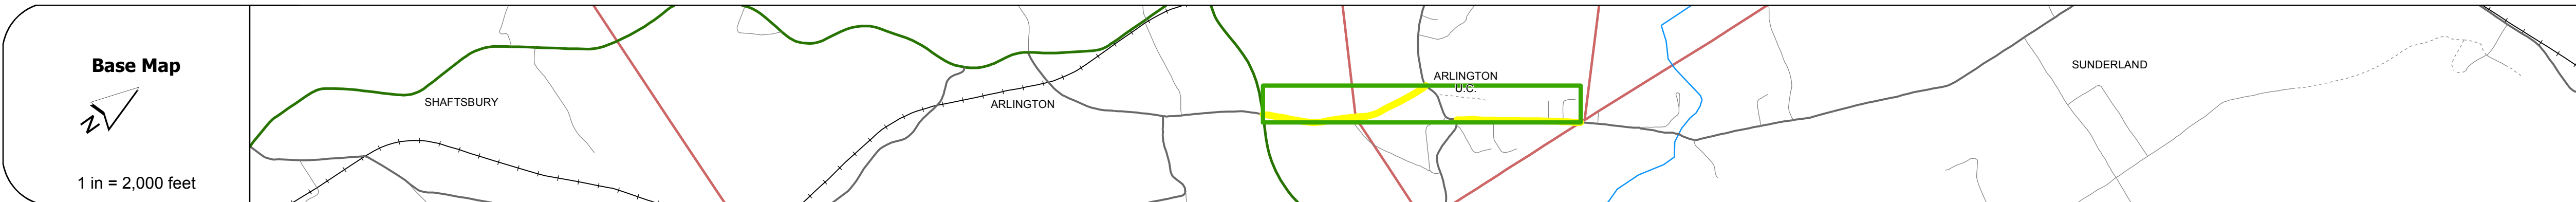 Base Map
N
1 in = 2,000 feet
SHAFTSBURY
ARLINGTON
ARLINGTON
U.C.
SUNDERLAND